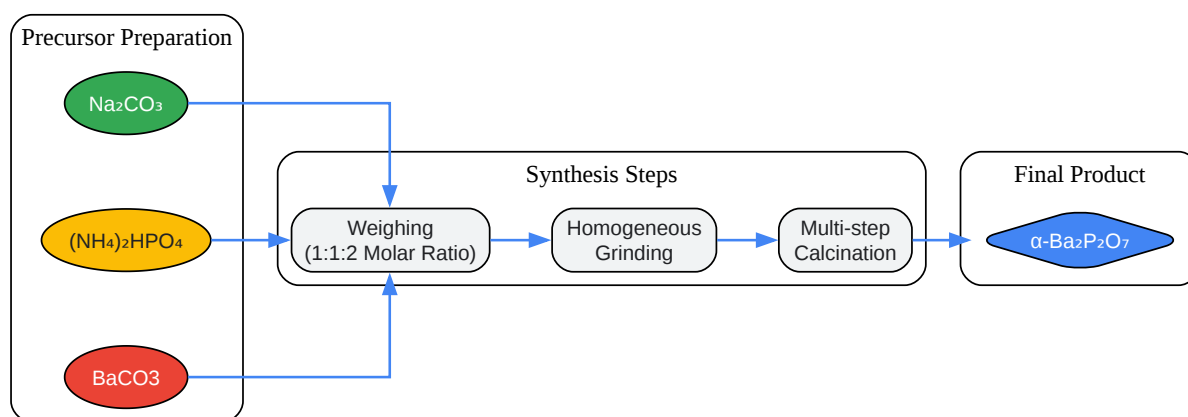 Precursor Preparation
Na₂CO₃
(NH₄)₂HPO₄
BaCO3
Synthesis Steps
Weighing
(1:1:2 Molar Ratio)
Homogeneous
Grinding
Multi-step
Calcination
Final Product
α-Ba₂P₂O₇